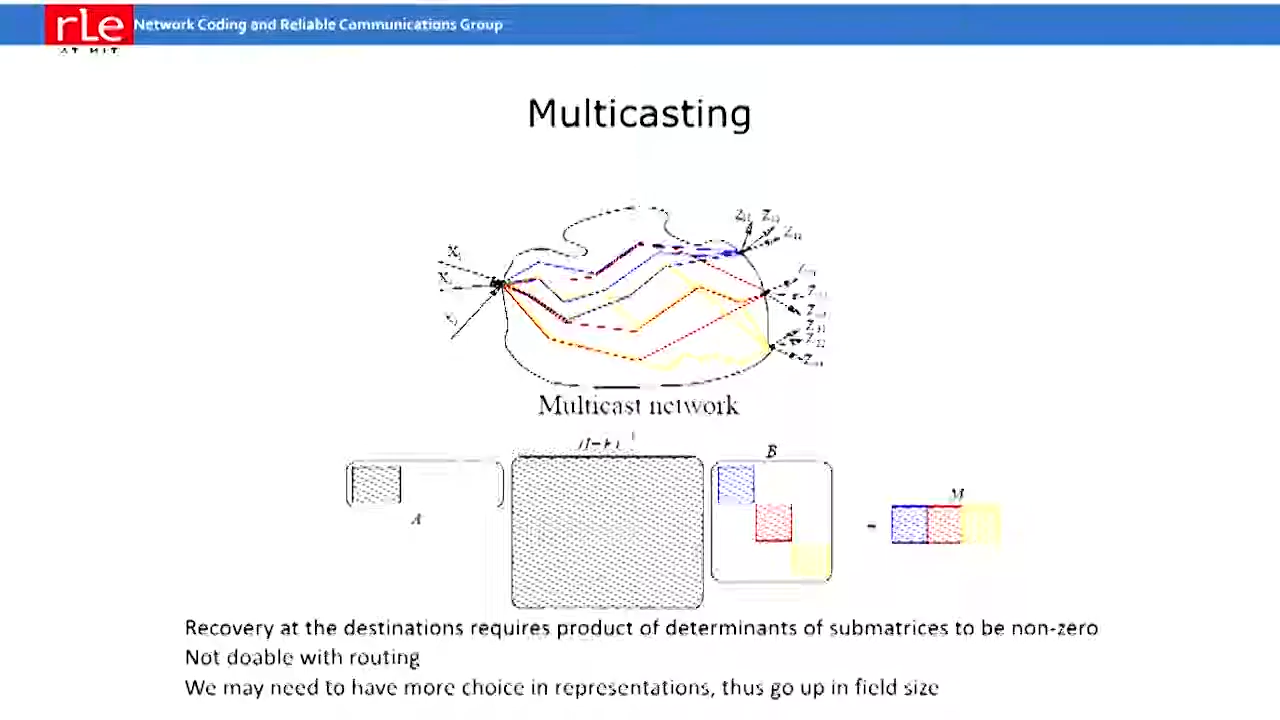 rLe
AT MIT
Network Coding and Reliable Communications Group
Multicasting
Multicast network
B
A
M
=
Recovery at the destinations requires product of determinants of submatrices to be non-zero
Not doable with routing
We may need to have more choice in representations, thus go up in field size